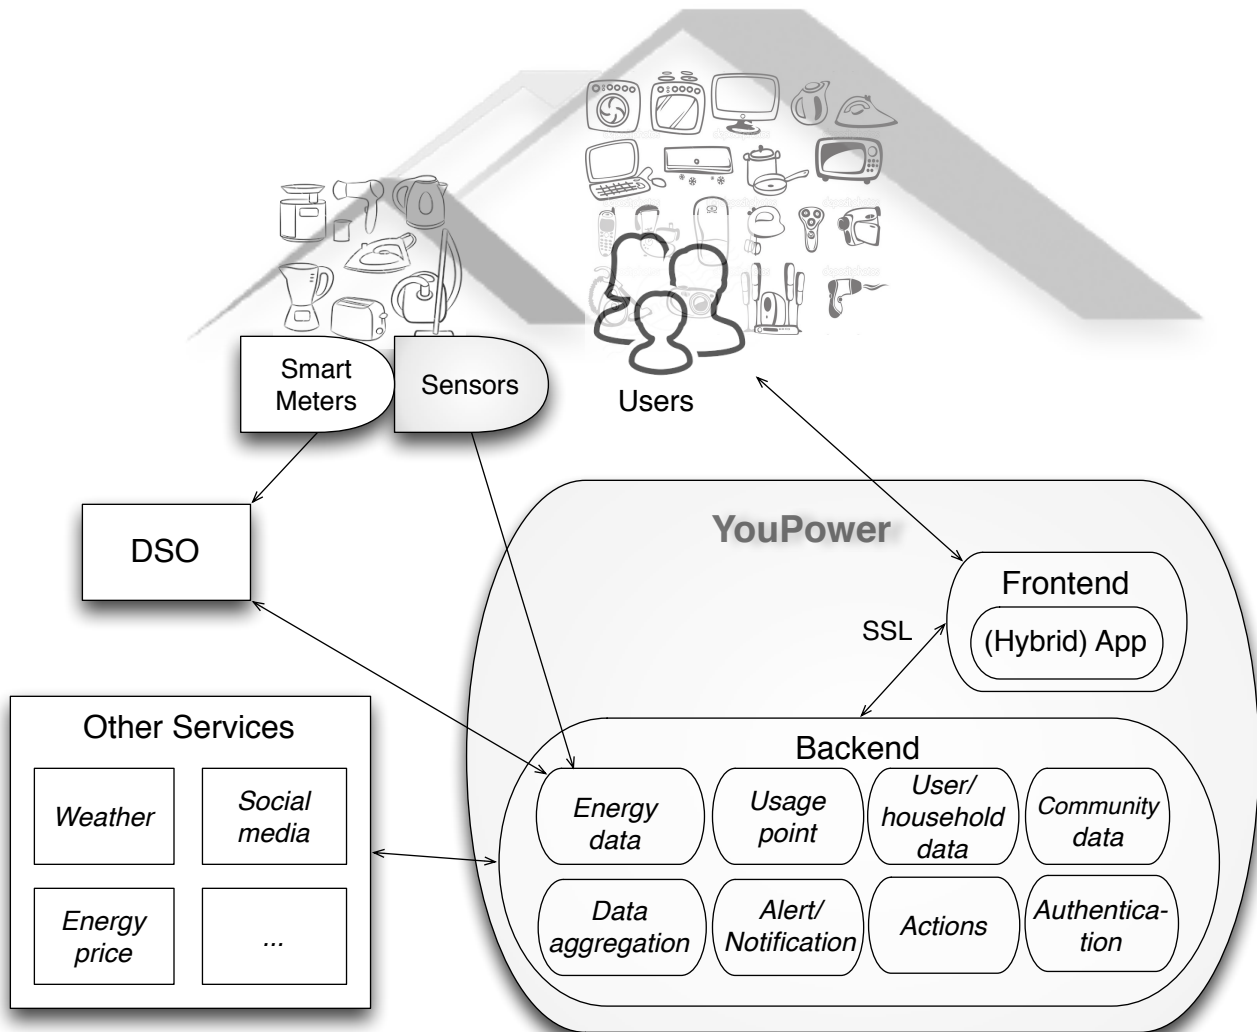 Smart
Meters
Sensors
Users
DSO
YouPower
Frontend
(Hybrid) App
SSL
Other Services
Weather
Social
media
Energy
price
...
Backend
Energy
data
Usage
point
User/
household
data
Community
data
Data
aggregation
Alert/
Notification
Actions
Authentica-
tion